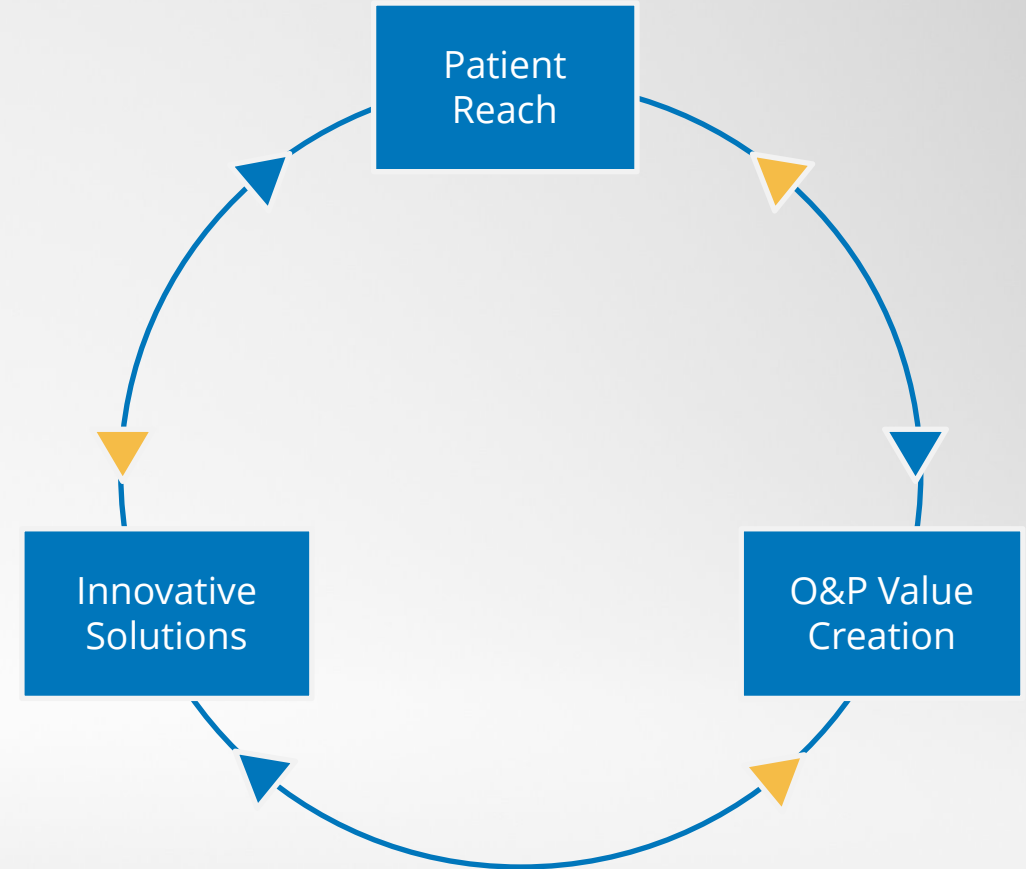 Patient
Reach
Innovative
Solutions
O&P Value
Creation